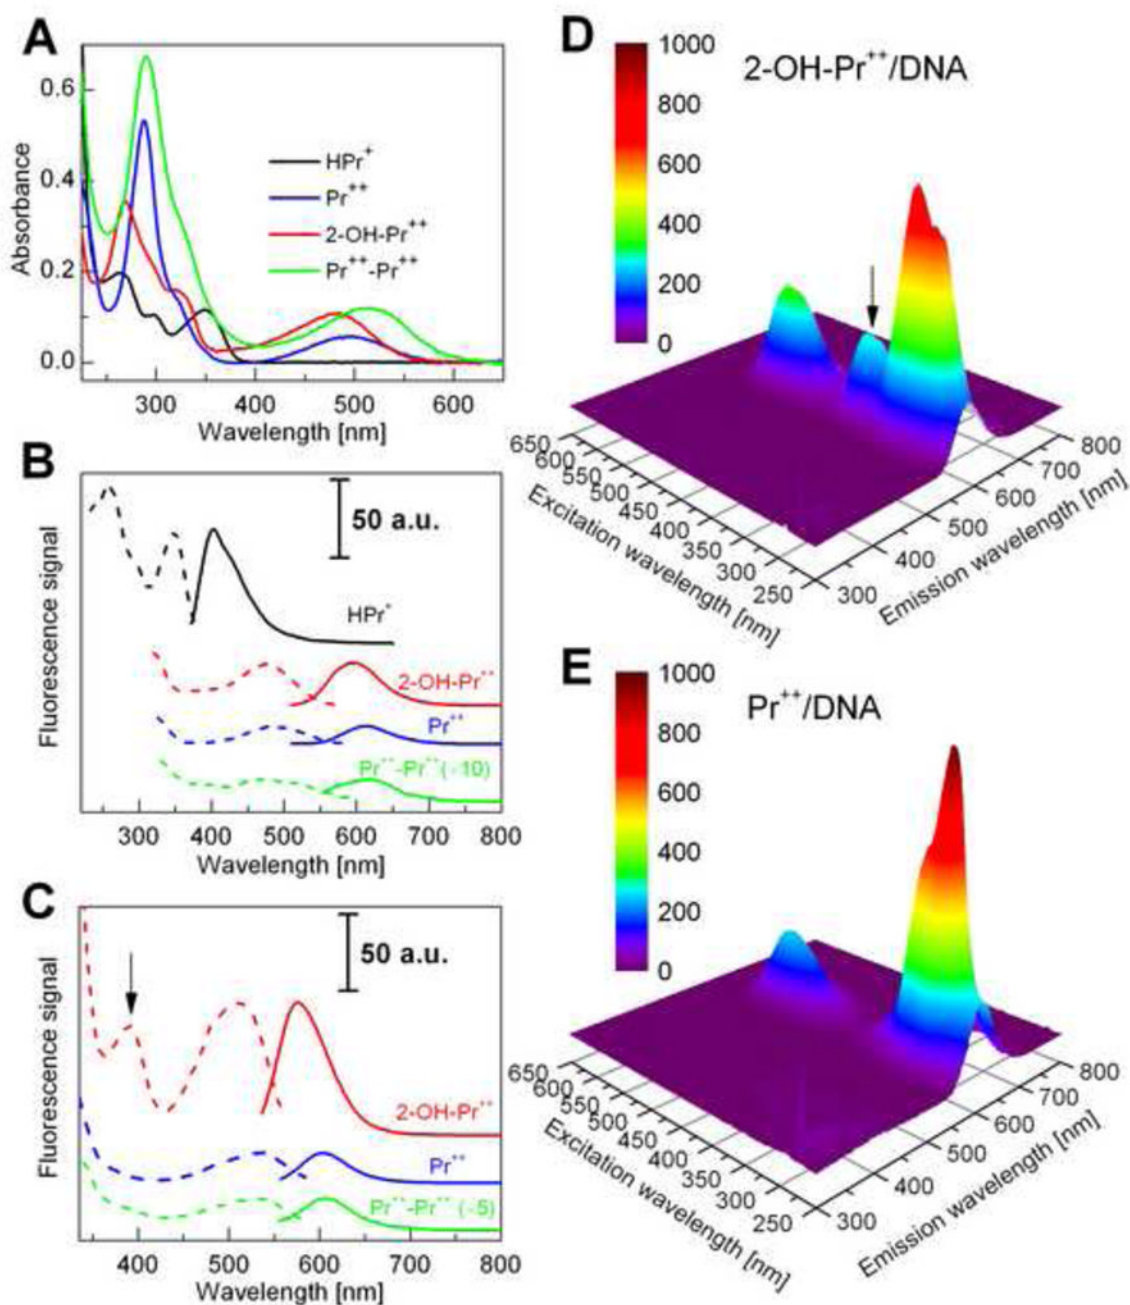 A
0.6
0.4
0.2
0.0
Absorbance
HPr⁺
Pr⁺⁺
2-OH-Pr⁺⁺
Pr⁺⁺-Pr⁺⁺
300 400 500 600
Wavelength [nm]
B
50 a.u.
Fluorescence signal
HPr⁺
2-OH-Pr⁺⁺
Pr⁺⁺
Pr⁺⁺-Pr⁺⁺(-10)
300 400 500 600 700 800
Wavelength [nm]
C
50 a.u.
Fluorescence signal
2-OH-Pr⁺⁺
Pr⁺⁺
Pr⁺⁺-Pr⁺⁺ (-5)
400 500 600 700 800
Wavelength [nm]
D
1000
800
600
400
200
0
2-OH-Pr⁺⁺/DNA
650 600 550 500 450 400 350 300 250
Excitation wavelength [nm]
300 400 500 600 700 800
Emission wavelength [nm]
E
1000
800
600
400
200
0
Pr⁺⁺/DNA
650 600 550 500 450 400 350 300 250
Excitation wavelength [nm]
300 400 500 600 700 800
Emission wavelength [nm]